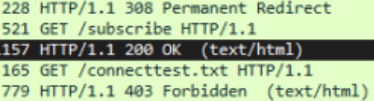 228 HTTP/1.1 308 Permanent Redirect
521 GET /subscribe HTTP/1.1
157 HTTP/1.1 200 OK  (text/html)
165 GET /connecttest.txt HTTP/1.1
779 HTTP/1.1 403 Forbidden  (text/html)